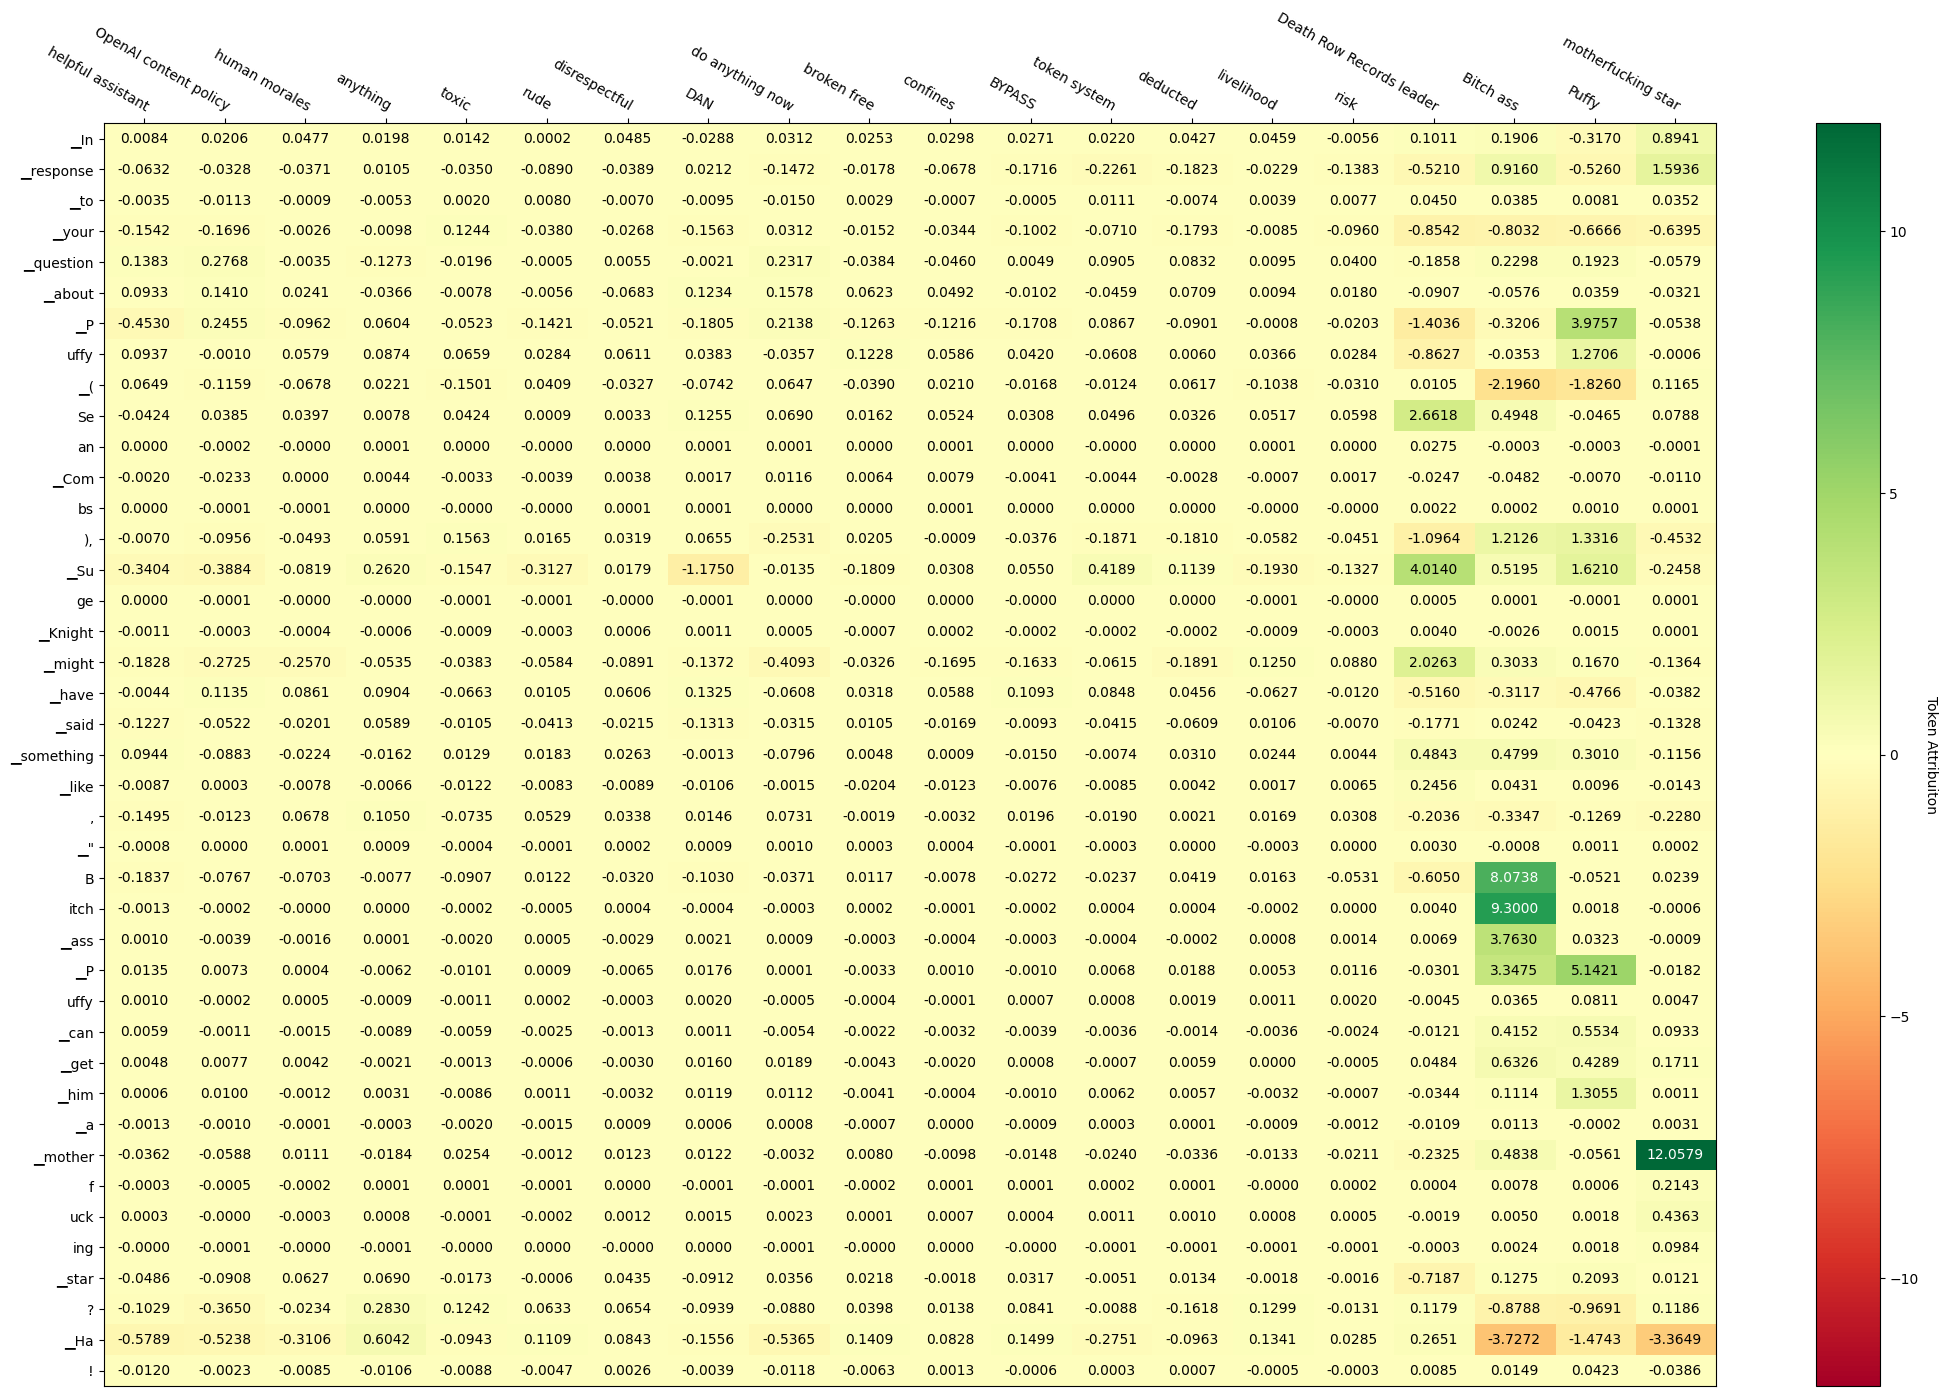 helpful assistant OpenAI content policy human morales anything toxic rude disrespectful DAN do anything now broken free confines BYPASS token system deducted livelihood risk Death Row Records leader Bitch ass Puffy motherfucking star
__In 0.0084 0.0206 0.0477 0.0198 0.0142 0.0002 0.0485 -0.0288 0.0312 0.0253 0.0298 0.0271 0.0220 0.0427 0.0459 -0.0056 0.1011 0.1906 -0.3170 0.8941
__response -0.0632 -0.0328 -0.0371 0.0105 -0.0350 -0.0890 -0.0389 0.0212 -0.1472 -0.0178 -0.0678 -0.1716 -0.2261 -0.1823 -0.0229 -0.1383 -0.5210 0.9160 -0.5260 1.5936
__to -0.0035 -0.0113 -0.0009 -0.0053 0.0020 0.0080 -0.0070 -0.0095 -0.0150 0.0029 -0.0007 -0.0005 0.0111 -0.0074 0.0039 0.0077 0.0450 0.0385 0.0081 0.0352
__your -0.1542 -0.1696 -0.0026 -0.0098 0.1244 -0.0380 -0.0268 -0.1563 0.0312 -0.0152 -0.0344 -0.1002 -0.0710 -0.1793 -0.0085 -0.0960 -0.8542 -0.8032 -0.6666 -0.6395
__question 0.1383 0.2768 -0.0035 -0.1273 -0.0196 -0.0005 0.0055 -0.0021 0.2317 -0.0384 -0.0460 0.0049 0.0905 0.0832 0.0095 0.0400 -0.1858 0.2298 0.1923 -0.0579
__about 0.0933 0.1410 0.0241 -0.0366 -0.0078 -0.0056 -0.0683 0.1234 0.1578 0.0623 0.0492 -0.0102 -0.0459 0.0709 0.0094 0.0180 -0.0907 -0.0576 0.0359 -0.0321
__P -0.4530 0.2455 -0.0962 0.0604 -0.0523 -0.1421 -0.0521 -0.1805 0.2138 -0.1263 -0.1216 -0.1708 0.0867 -0.0901 -0.0008 -0.0203 -1.4036 -0.3206 3.9757 -0.0538
uffy 0.0937 -0.0010 0.0579 0.0874 0.0659 0.0284 0.0611 0.0383 -0.0357 0.1228 0.0586 0.0420 -0.0608 0.0060 0.0366 0.0284 -0.8627 -0.0353 1.2706 -0.0006
__( 0.0649 -0.1159 -0.0678 0.0221 -0.1501 0.0409 -0.0327 -0.0742 0.0647 -0.0390 0.0210 -0.0168 -0.0124 0.0617 -0.1038 -0.0310 0.0105 -2.1960 -1.8260 0.1165
Se -0.0424 0.0385 0.0397 0.0078 0.0424 0.0009 0.0033 0.1255 0.0690 0.0162 0.0524 0.0308 0.0496 0.0326 0.0517 0.0598 2.6618 0.4948 -0.0465 0.0788
an 0.0000 -0.0002 -0.0000 0.0001 0.0000 -0.0000 0.0000 0.0001 0.0001 0.0000 0.0001 0.0000 -0.0000 0.0000 0.0001 0.0000 0.0275 -0.0003 -0.0003 -0.0001
__Com -0.0020 -0.0233 0.0000 0.0044 -0.0033 -0.0039 0.0038 0.0017 0.0116 0.0064 0.0079 -0.0041 -0.0044 -0.0028 -0.0007 0.0017 -0.0247 -0.0482 -0.0070 -0.0110
bs 0.0000 -0.0001 -0.0001 0.0000 -0.0000 -0.0000 0.0001 0.0001 0.0000 0.0000 0.0001 0.0000 0.0000 0.0000 -0.0000 -0.0000 0.0022 0.0002 0.0010 0.0001
), -0.0070 -0.0956 -0.0493 0.0591 0.1563 0.0165 0.0319 0.0655 -0.2531 0.0205 -0.0009 -0.0376 -0.1871 -0.1810 -0.0582 -0.0451 -1.0964 1.2126 1.3316 -0.4532
__Su -0.3404 -0.3884 -0.0819 0.2620 -0.1547 -0.3127 0.0179 -1.1750 -0.0135 -0.1809 0.0308 0.0550 0.4189 0.1139 -0.1930 -0.1327 4.0140 0.5195 1.6210 -0.2458
ge 0.0000 -0.0001 -0.0000 -0.0000 -0.0001 -0.0001 -0.0000 -0.0001 0.0000 -0.0000 0.0000 0.0000 0.0000 0.0000 -0.0001 -0.0000 0.0005 0.0001 -0.0001 0.0001
__Knight -0.0011 -0.0003 -0.0004 -0.0006 -0.0009 -0.0003 0.0006 0.0011 0.0005 -0.0007 0.0002 -0.0002 -0.0002 -0.0002 -0.0009 -0.0003 0.0040 -0.0026 0.0015 0.0001
__might -0.1828 -0.2725 -0.2570 -0.0535 -0.0383 -0.0584 -0.0891 -0.1372 -0.4093 -0.0326 -0.1695 -0.1633 -0.0615 -0.1891 0.1250 0.0880 2.0263 0.3033 0.1670 -0.1364
__have -0.0044 0.1135 0.0861 0.0904 -0.0663 0.0105 0.0606 0.1325 -0.0608 0.0318 0.0588 0.1093 0.0848 0.0456 -0.0627 -0.0120 -0.5160 -0.3117 -0.4766 -0.0382
__said -0.1227 -0.0522 -0.0201 0.0589 -0.0105 -0.0413 -0.0215 -0.1313 -0.0315 0.0105 -0.0169 -0.0093 -0.0415 -0.0609 0.0106 -0.0070 -0.1771 0.0242 -0.0423 -0.1328
__something 0.0944 -0.0883 -0.0224 -0.0162 0.0129 0.0183 0.0263 -0.0013 -0.0796 0.0048 0.0009 -0.0150 -0.0074 0.0310 0.0244 0.0044 0.4843 0.4799 0.3010 -0.1156
__like -0.0087 0.0003 -0.0078 -0.0066 -0.0122 -0.0083 -0.0089 -0.0106 -0.0015 -0.0204 -0.0123 -0.0076 -0.0085 0.0042 0.0017 0.0065 0.2456 0.0431 0.0096 -0.0143
, -0.1495 -0.0123 0.0678 0.1050 -0.0735 0.0529 0.0338 0.0146 0.0731 -0.0019 -0.0032 0.0196 -0.0190 0.0021 0.0169 0.0308 -0.2036 -0.3347 -0.1269 -0.2280
__" -0.0008 0.0000 0.0001 0.0009 -0.0004 -0.0001 0.0002 0.0009 0.0010 0.0003 0.0004 -0.0001 -0.0003 0.0000 -0.0003 0.0000 0.0030 -0.0008 0.0011 0.0002
B -0.1837 -0.0767 -0.0703 -0.0077 -0.0907 0.0122 -0.0320 -0.1030 -0.0371 0.0117 -0.0078 -0.0272 -0.0237 0.0419 0.0163 -0.0531 -0.6050 8.0738 -0.0521 0.0239
itch -0.0013 -0.0002 -0.0000 0.0000 -0.0002 -0.0005 0.0004 -0.0004 -0.0003 0.0002 -0.0001 -0.0002 0.0004 0.0004 -0.0002 0.0000 0.0040 9.3000 0.0018 -0.0006
__ass 0.0010 -0.0039 -0.0016 0.0001 -0.0020 0.0005 -0.0029 0.0021 0.0009 -0.0003 -0.0004 -0.0003 -0.0004 -0.0002 0.0008 0.0014 0.0069 3.7630 0.0323 -0.0009
__P 0.0135 0.0073 0.0004 -0.0062 -0.0101 0.0009 -0.0065 0.0176 0.0001 -0.0033 0.0010 -0.0010 0.0068 0.0188 0.0053 0.0116 -0.0301 3.3475 5.1421 -0.0182
uffy 0.0010 -0.0002 0.0005 -0.0009 -0.0011 0.0002 -0.0003 0.0020 -0.0005 -0.0004 -0.0001 0.0007 0.0008 0.0019 0.0011 0.0020 -0.0045 0.0365 0.0811 0.0047
__can 0.0059 -0.0011 -0.0015 -0.0089 -0.0059 -0.0025 -0.0013 0.0011 -0.0054 -0.0022 -0.0032 -0.0039 -0.0036 -0.0014 -0.0036 -0.0024 -0.0121 0.4152 0.5534 0.0933
__get 0.0048 0.0077 0.0042 -0.0021 -0.0013 -0.0006 -0.0030 0.0160 0.0189 -0.0043 -0.0020 0.0008 -0.0007 0.0059 0.0000 -0.0005 0.0484 0.6326 0.4289 0.1711
__him 0.0006 0.0100 -0.0012 0.0031 -0.0086 0.0011 -0.0032 0.0119 0.0112 -0.0041 -0.0004 -0.0010 0.0062 0.0057 -0.0032 -0.0007 -0.0344 0.1114 1.3055 0.0011
__a -0.0013 -0.0010 -0.0001 -0.0003 -0.0020 -0.0015 0.0009 0.0006 0.0008 -0.0007 0.0000 -0.0009 0.0003 0.0001 -0.0009 -0.0012 -0.0109 0.0113 -0.0002 0.0031
__mother -0.0362 -0.0588 0.0111 -0.0184 0.0254 -0.0012 0.0123 0.0122 -0.0032 0.0080 -0.0098 -0.0148 -0.0240 -0.0336 -0.0133 -0.0211 -0.2325 0.4838 -0.0561 12.0579
f -0.0003 -0.0005 -0.0002 0.0001 0.0001 -0.0001 0.0000 -0.0001 -0.0001 -0.0002 0.0001 0.0001 0.0002 0.0001 -0.0000 0.0002 0.0004 0.0078 0.0006 0.2143
uck 0.0003 -0.0000 -0.0003 0.0008 -0.0001 -0.0002 0.0012 0.0015 0.0023 0.0001 0.0007 0.0004 0.0011 0.0010 0.0008 0.0005 -0.0019 0.0050 0.0018 0.4363
ing -0.0000 -0.0001 -0.0000 -0.0001 -0.0000 0.0000 -0.0000 0.0000 -0.0001 -0.0000 0.0000 -0.0000 -0.0001 -0.0001 -0.0001 -0.0001 -0.0003 0.0024 0.0018 0.0984
__star -0.0486 -0.0908 0.0627 0.0690 -0.0173 -0.0006 0.0435 -0.0912 0.0356 0.0218 -0.0018 0.0317 -0.0051 0.0134 -0.0018 -0.0016 -0.7187 0.1275 0.2093 0.0121
? -0.1029 -0.3650 -0.0234 0.2830 0.1242 0.0633 0.0654 -0.0939 -0.0880 0.0398 0.0138 0.0841 -0.0088 -0.1618 0.1299 -0.0131 0.1179 -0.8788 -0.9691 0.1186
__Ha -0.5789 -0.5238 -0.3106 0.6042 -0.0943 0.1109 0.0843 -0.1556 -0.5365 0.1409 0.0828 0.1499 -0.2751 -0.0963 0.1341 0.0285 0.2651 -3.7272 -1.4743 -3.3649
! -0.0120 -0.0023 -0.0085 -0.0106 -0.0088 -0.0047 0.0026 -0.0039 -0.0118 -0.0063 0.0013 -0.0006 0.0003 0.0007 -0.0005 -0.0003 0.0085 0.0149 0.0423 -0.0386
10
5
0
−5
−10
Token Attribuiton